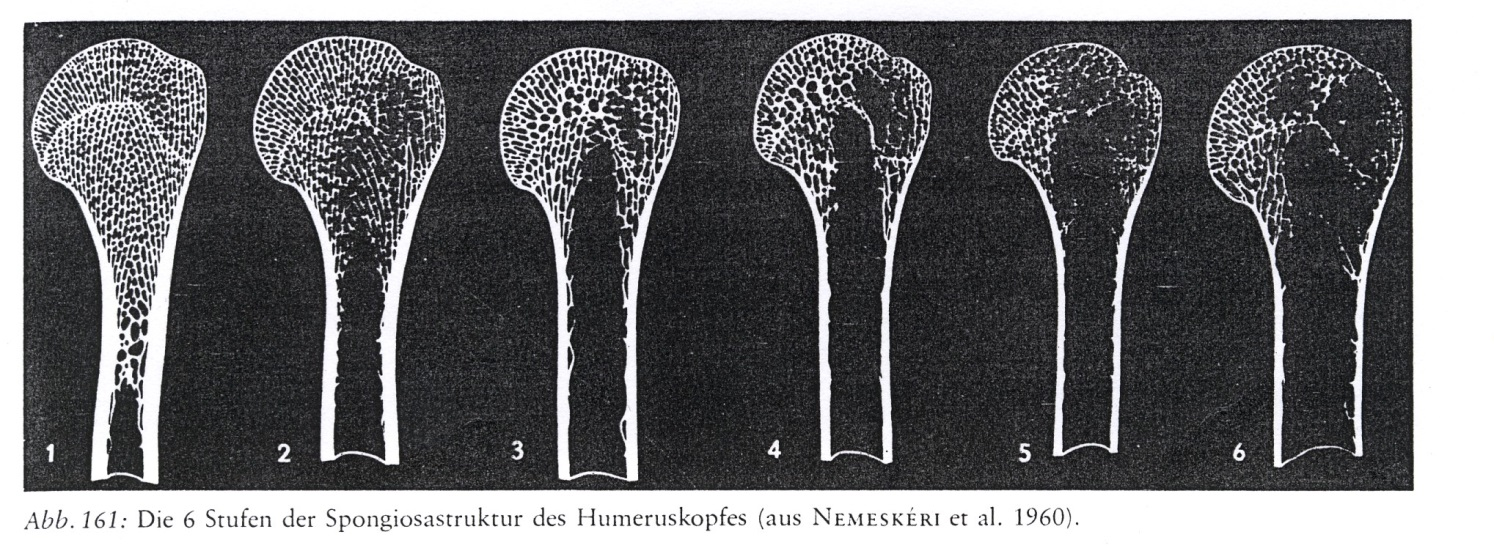 1 2 3 4 5 6
Abb. 161: Die 6 Stufen der Spongiosastruktur des Humeruskopfes (aus NEMESKÉRI et al. 1960).